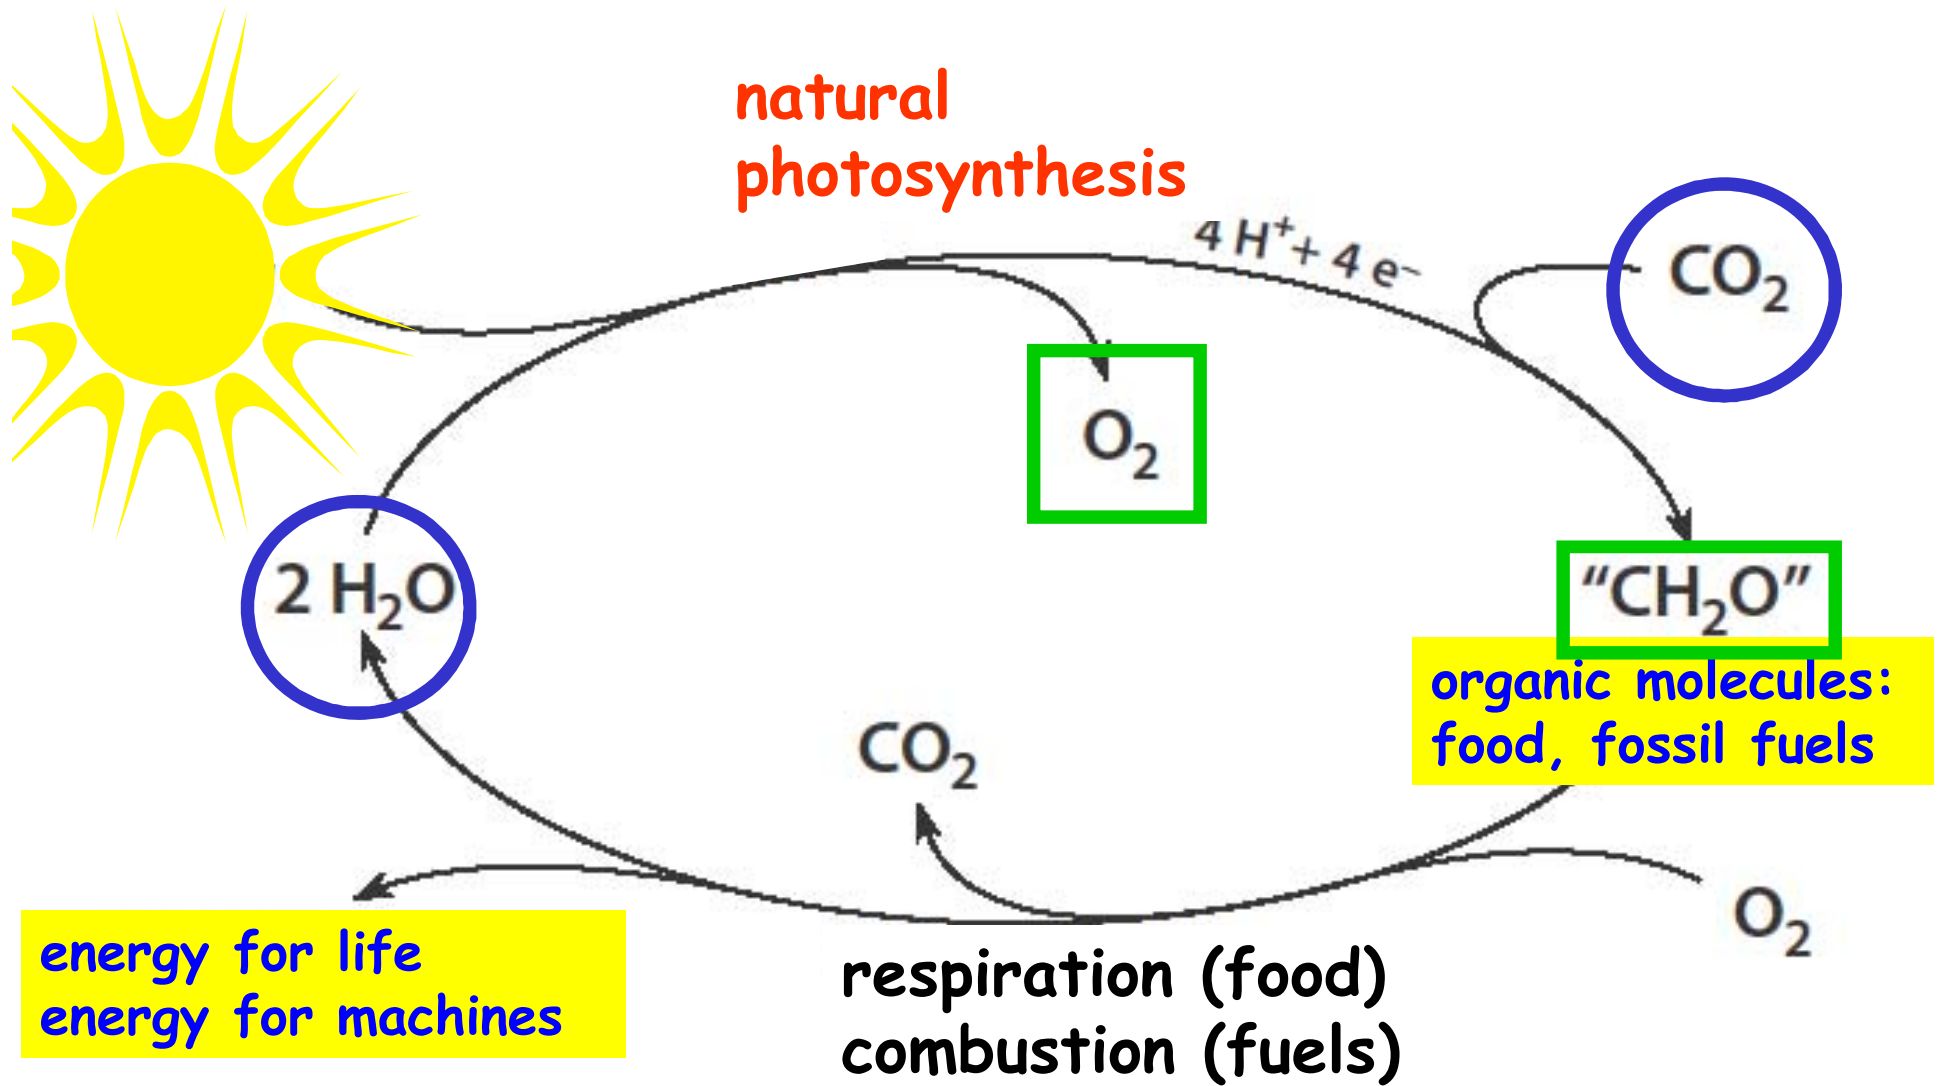 natural
photosynthesis
4 H⁺ + 4 e⁻
CO₂
O₂
2 H₂O
“CH₂O”
organic molecules:
food, fossil fuels
CO₂
O₂
energy for life
energy for machines
respiration (food)
combustion (fuels)